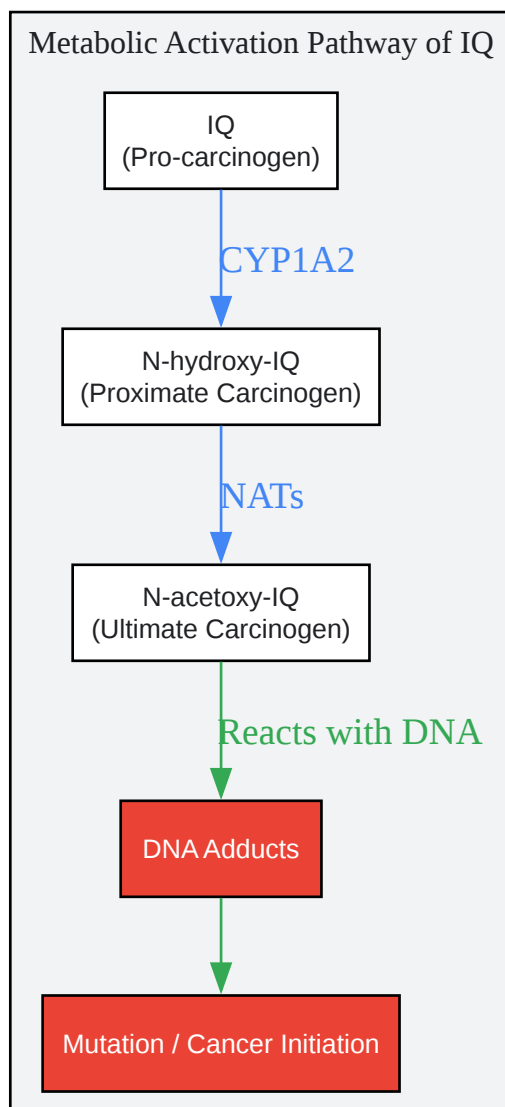 Metabolic Activation Pathway of IQ
IQ
(Pro-carcinogen)
CYP1A2
N-hydroxy-IQ
(Proximate Carcinogen)
NATs
N-acetoxy-IQ
(Ultimate Carcinogen)
Reacts with DNA
DNA Adducts
Mutation / Cancer Initiation